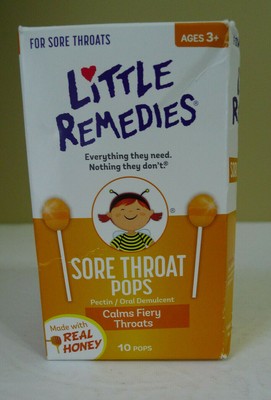 FOR SORE THROATS
AGES 3+
LiTTLE
REMEDiES®
Everything they need.
Nothing they don't.®
®
SORE THROAT
POPS
Pectin / Oral Demulcent
Calms Fiery
Throats
Made with
REAL
HONEY
10 POPS